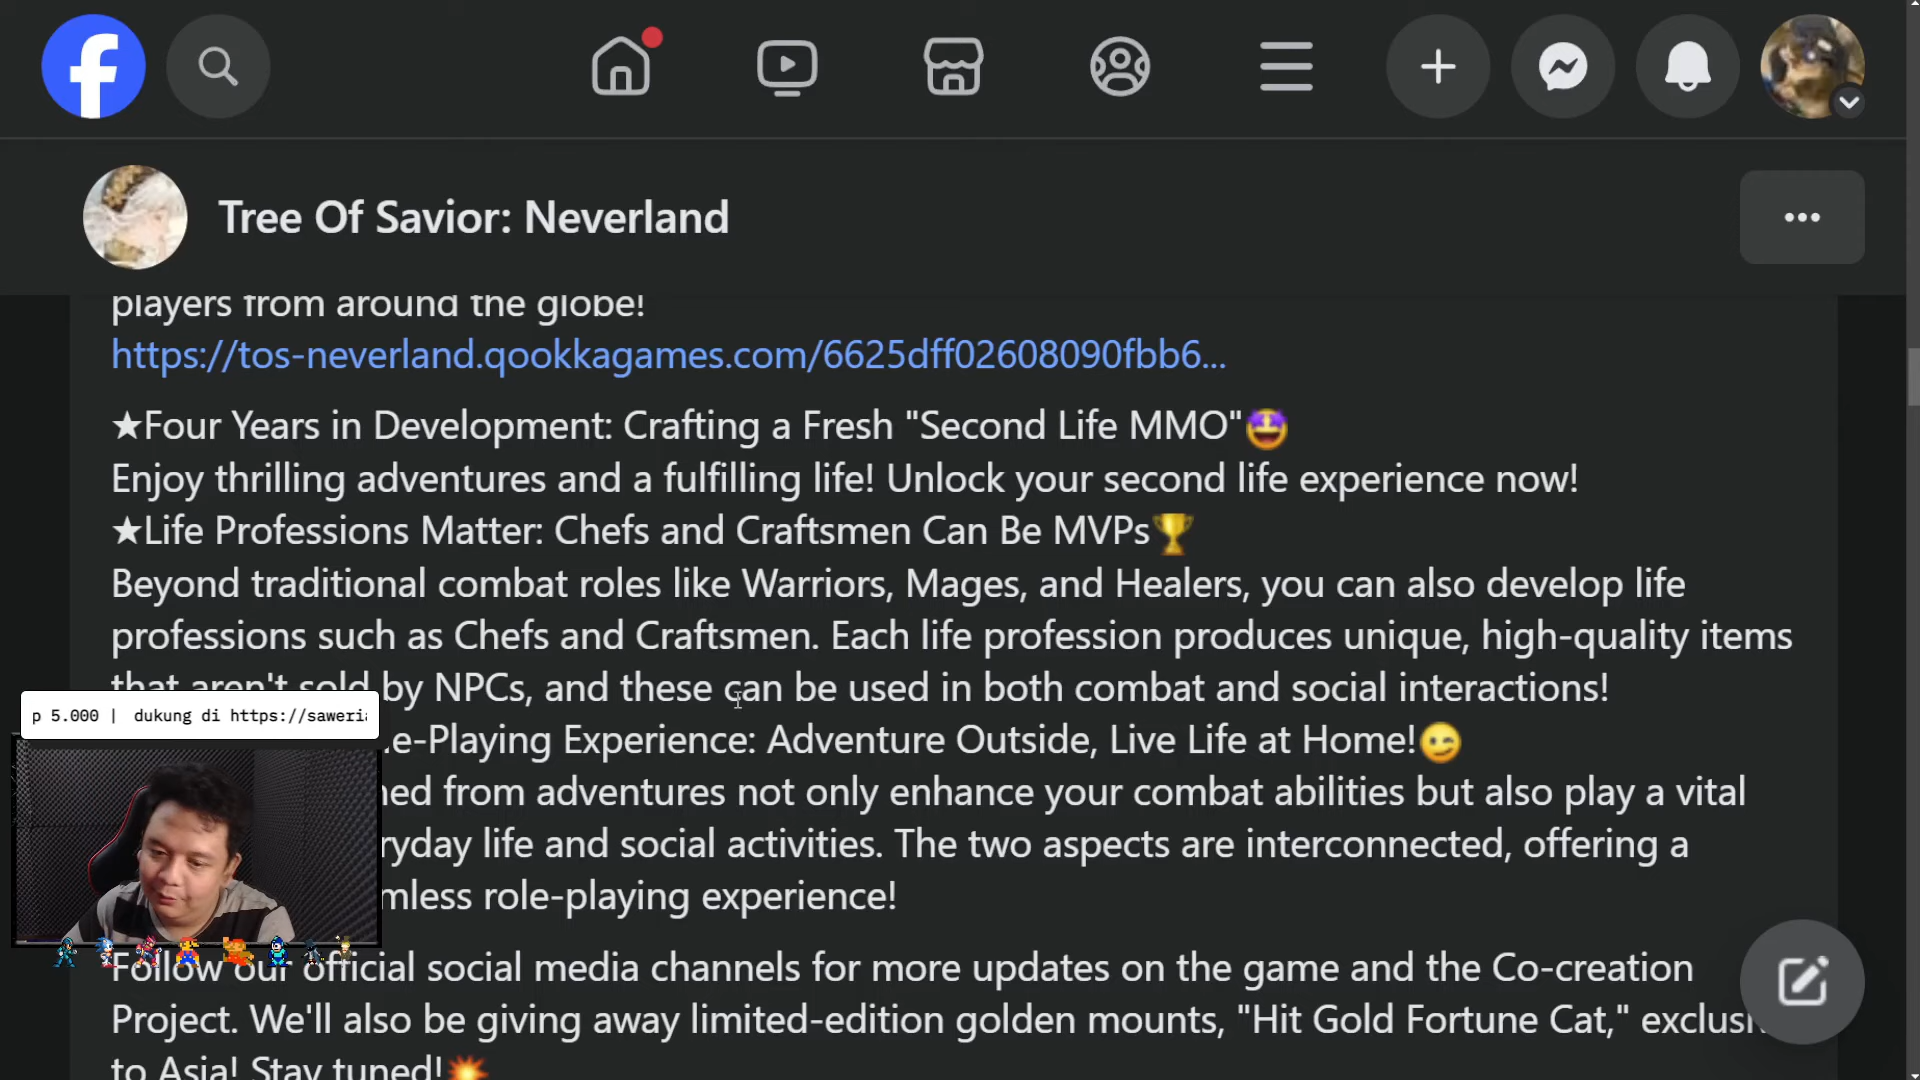 Tree Of Savior: Neverland
players from around the globe!
https://tos-neverland.qookkagames.com/6625dff02608090fbb6...
★Four Years in Development: Crafting a Fresh "Second Life MMO"🤩
Enjoy thrilling adventures and a fulfilling life! Unlock your second life experience now!
★Life Professions Matter: Chefs and Craftsmen Can Be MVPs🏆
Beyond traditional combat roles like Warriors, Mages, and Healers, you can also develop life
professions such as Chefs and Craftsmen. Each life profession produces unique, high-quality items
that aren't sold by NPCs, and these can be used in both combat and social interactions!
p 5.000 | dukung di https://saweria
e-Playing Experience: Adventure Outside, Live Life at Home!😉
ned from adventures not only enhance your combat abilities but also play a vital
ryday life and social activities. The two aspects are interconnected, offering a
mless role-playing experience!
Follow our official social media channels for more updates on the game and the Co-creation
Project. We'll also be giving away limited-edition golden mounts, "Hit Gold Fortune Cat," exclusi
to Asia! Stay tuned!💥